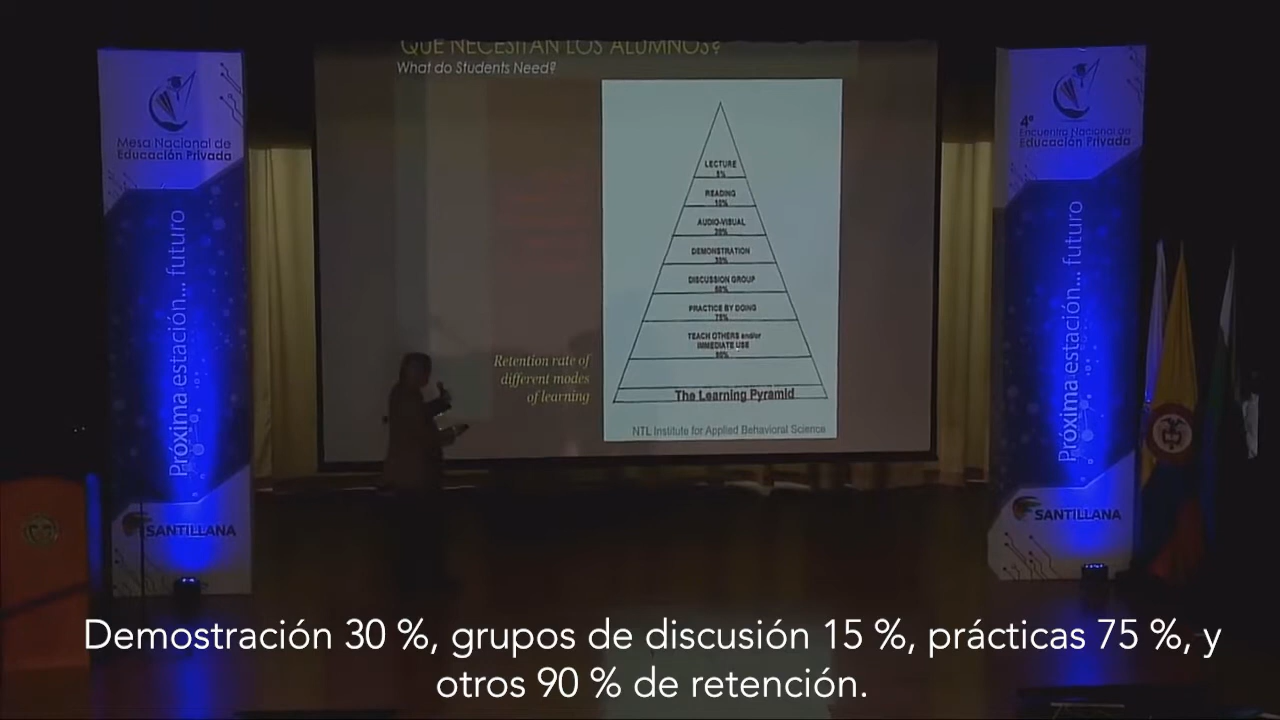 QUÉ NECESITAN LOS ALUMNOS?
What do Students Need?
Mesa Nacional de
Educación Privada
Próxima estación... futuro
SANTILLANA
LECTURE
5%
READING
10%
AUDIO-VISUAL
20%
DEMONSTRATION
30%
DISCUSSION GROUP
50%
PRACTICE BY DOING
75%
TEACH OTHERS and/or
IMMEDIATE USE
90%
The Learning Pyramid
NTL Institute for Applied Behavioral Science
Retention rate of
different modes
of learning
4º
Encuentro Nacional de
Educación Privada
Próxima estación... futuro
SANTILLANA
Demostración 30 %, grupos de discusión 15 %, prácticas 75 %, y
otros 90 % de retención.